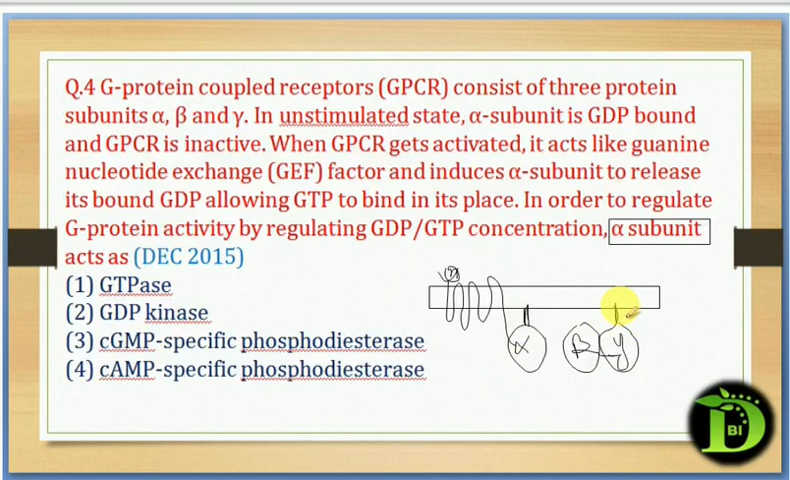 Q.4 G-protein coupled receptors (GPCR) consist of three protein
subunits α, β and γ. In unstimulated state, α-subunit is GDP bound
and GPCR is inactive. When GPCR gets activated, it acts like guanine
nucleotide exchange (GEF) factor and induces α-subunit to release
its bound GDP allowing GTP to bind in its place. In order to regulate
G-protein activity by regulating GDP/GTP concentration, α subunit
acts as (DEC 2015)
(1) GTPase
(2) GDP kinase
(3) cGMP-specific phosphodiesterase
(4) cAMP-specific phosphodiesterase
α β γ
D
BI